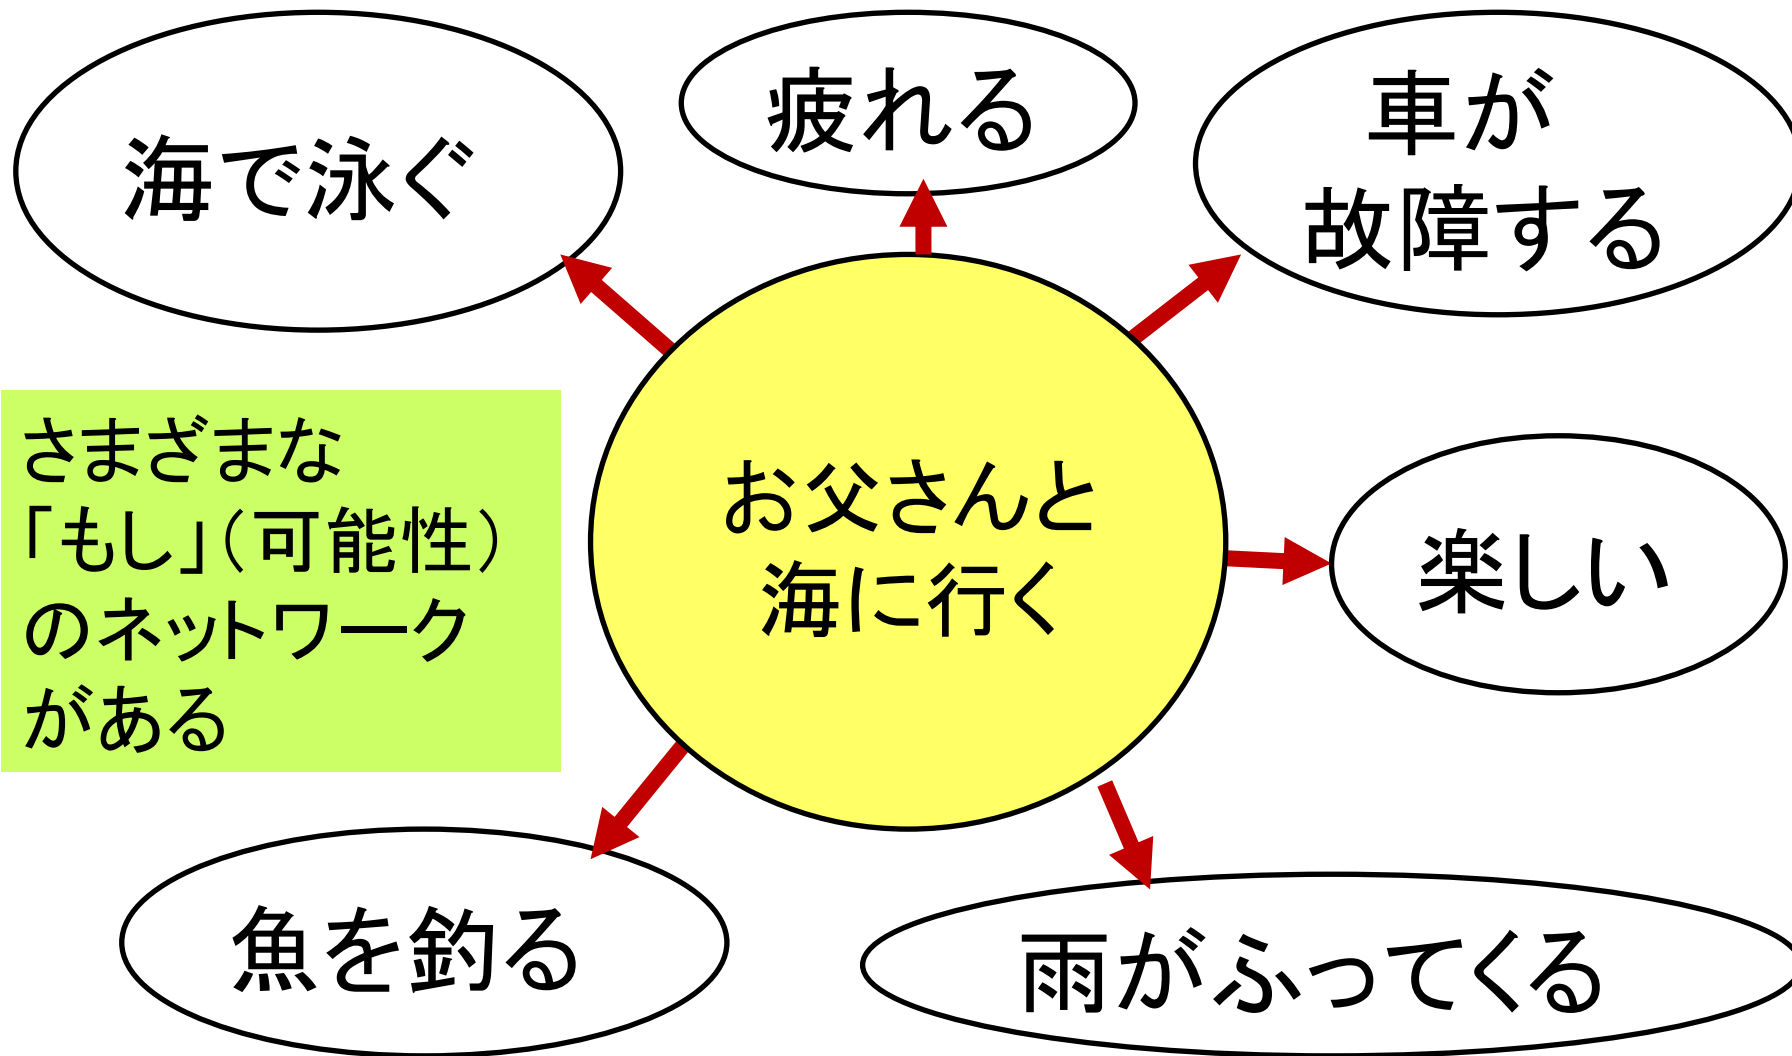 海で泳ぐ
疲れる
車が
故障する
さまざまな
「もし」（可能性）
のネットワーク
がある
お父さんと
海に行く
楽しい
魚を釣る
雨がふってくる